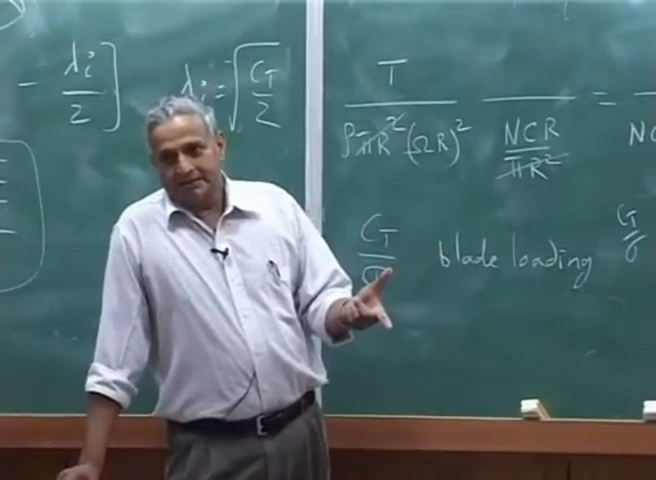 - λi/2 ]
λi = √(CT/2)
T / ρπR²(ΩR)²
NCR / πR²
=
NC
CT/σ
blade loading
CT/σ